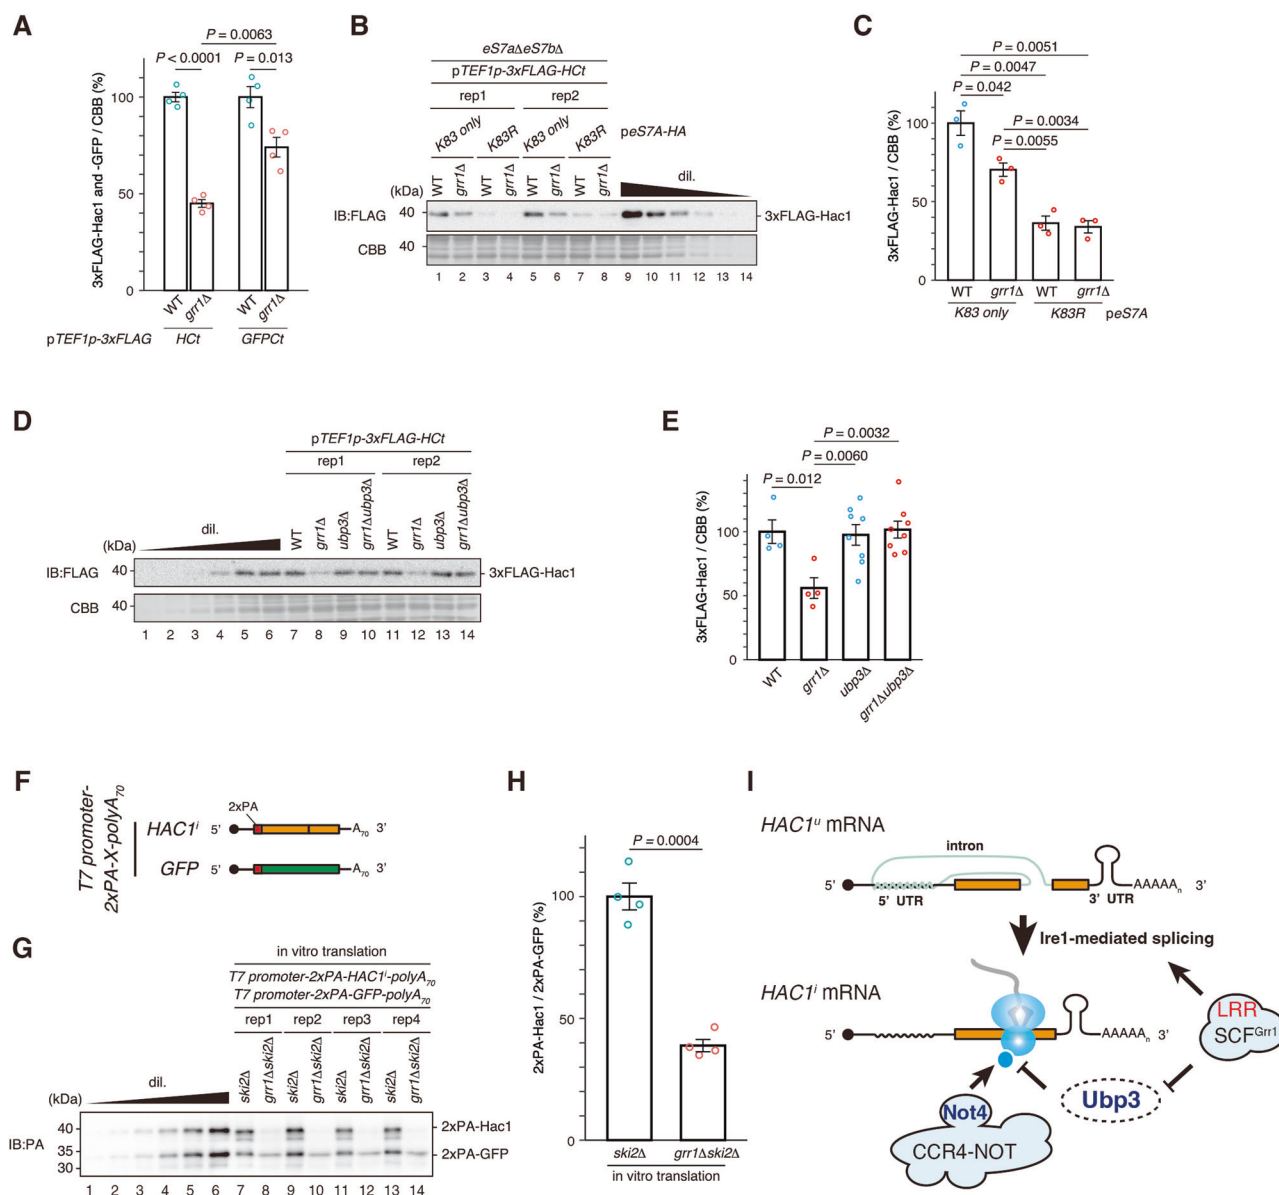 A
P = 0.0063
P < 0.0001 P = 0.013
3xFLAG-Hac1 and -GFP / CBB (%)
100
50
0
WT grr1Δ WT grr1Δ
pTEF1p-3xFLAG HCt GFPCt
B
eS7aΔeS7bΔ
pTEF1p-3xFLAG-HCt
rep1 rep2
K83 only K83R K83 only K83R peS7A-HA
WT grr1Δ WT grr1Δ WT grr1Δ WT grr1Δ dil.
(kDa)
IB:FLAG 40 3xFLAG-Hac1
CBB 40
1 2 3 4 5 6 7 8 9 10 11 12 13 14
C
P = 0.0051
P = 0.0047
P = 0.042
P = 0.0034
P = 0.0055
3xFLAG-Hac1 / CBB (%)
100
50
0
WT grr1Δ WT grr1Δ
K83 only K83R peS7A
D
pTEF1p-3xFLAG-HCt
rep1 rep2
dil. WT grr1Δ ubp3Δ grr1Δubp3Δ WT grr1Δ ubp3Δ grr1Δubp3Δ
(kDa)
IB:FLAG 40 3xFLAG-Hac1
CBB 40
1 2 3 4 5 6 7 8 9 10 11 12 13 14
E
P = 0.0032
P = 0.0060
P = 0.012
3xFLAG-Hac1 / CBB (%)
100
50
0
WT grr1Δ ubp3Δ grr1Δubp3Δ
F
T7 promoter-
2xPA-X-polyA70
2xPA
HAC1i 5' A70 3'
GFP 5' A70 3'
G
in vitro translation
T7 promoter-2xPA-HAC1i-polyA70
T7 promoter-2xPA-GFP-polyA70
rep1 rep2 rep3 rep4
dil. ski2Δ grr1Δski2Δ ski2Δ grr1Δski2Δ ski2Δ grr1Δski2Δ ski2Δ grr1Δski2Δ
(kDa)
IB:PA
40 2xPA-Hac1
35 2xPA-GFP
30
1 2 3 4 5 6 7 8 9 10 11 12 13 14
H
P = 0.0004
2xPA-Hac1 / 2xPA-GFP (%)
100
50
0
ski2Δ grr1Δski2Δ
in vitro translation
I
HAC1u mRNA
intron
5' AAAAAn 3'
5' UTR 3' UTR
Ire1-mediated splicing
HAC1i mRNA
5' AAAAAn 3'
LRR
SCFGrr1
Ubp3
Not4
CCR4-NOT